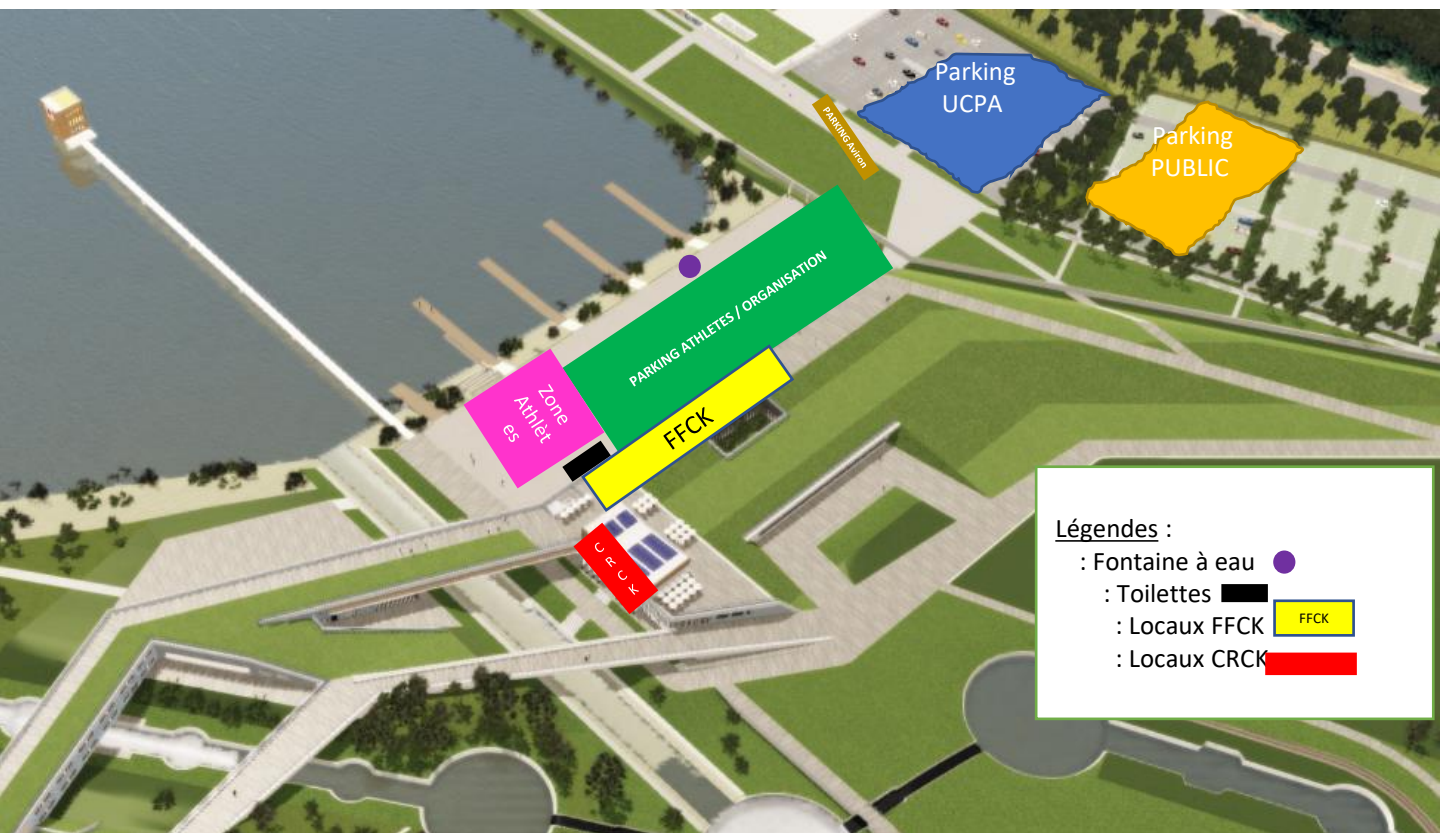 Parking
UCPA
PARKING Aviron
Parking
PUBLIC
PARKING ATHLETES / ORGANISATION
Zone
Athlèt
es
FFCK
CRCK
Légendes :
: Fontaine à eau
: Toilettes
: Locaux FFCK
FFCK
: Locaux CRCK